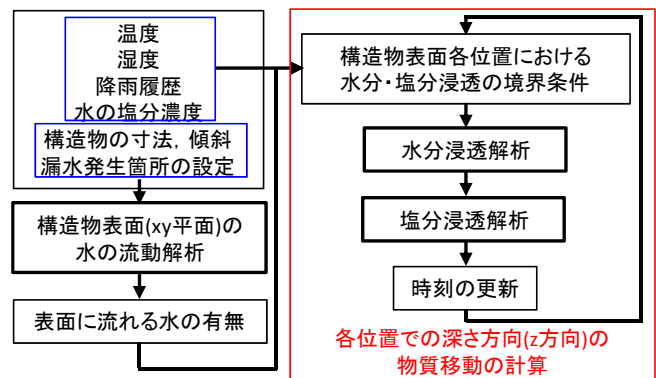 温度
湿度
降雨履歴
水の塩分濃度
構造物の寸法，傾斜
漏水発生箇所の設定
構造物表面(xy平面)の
水の流動解析
表面に流れる水の有無
構造物表面各位置における
水分・塩分浸透の境界条件
水分浸透解析
塩分浸透解析
時刻の更新
各位置での深さ方向(z方向)の
物質移動の計算